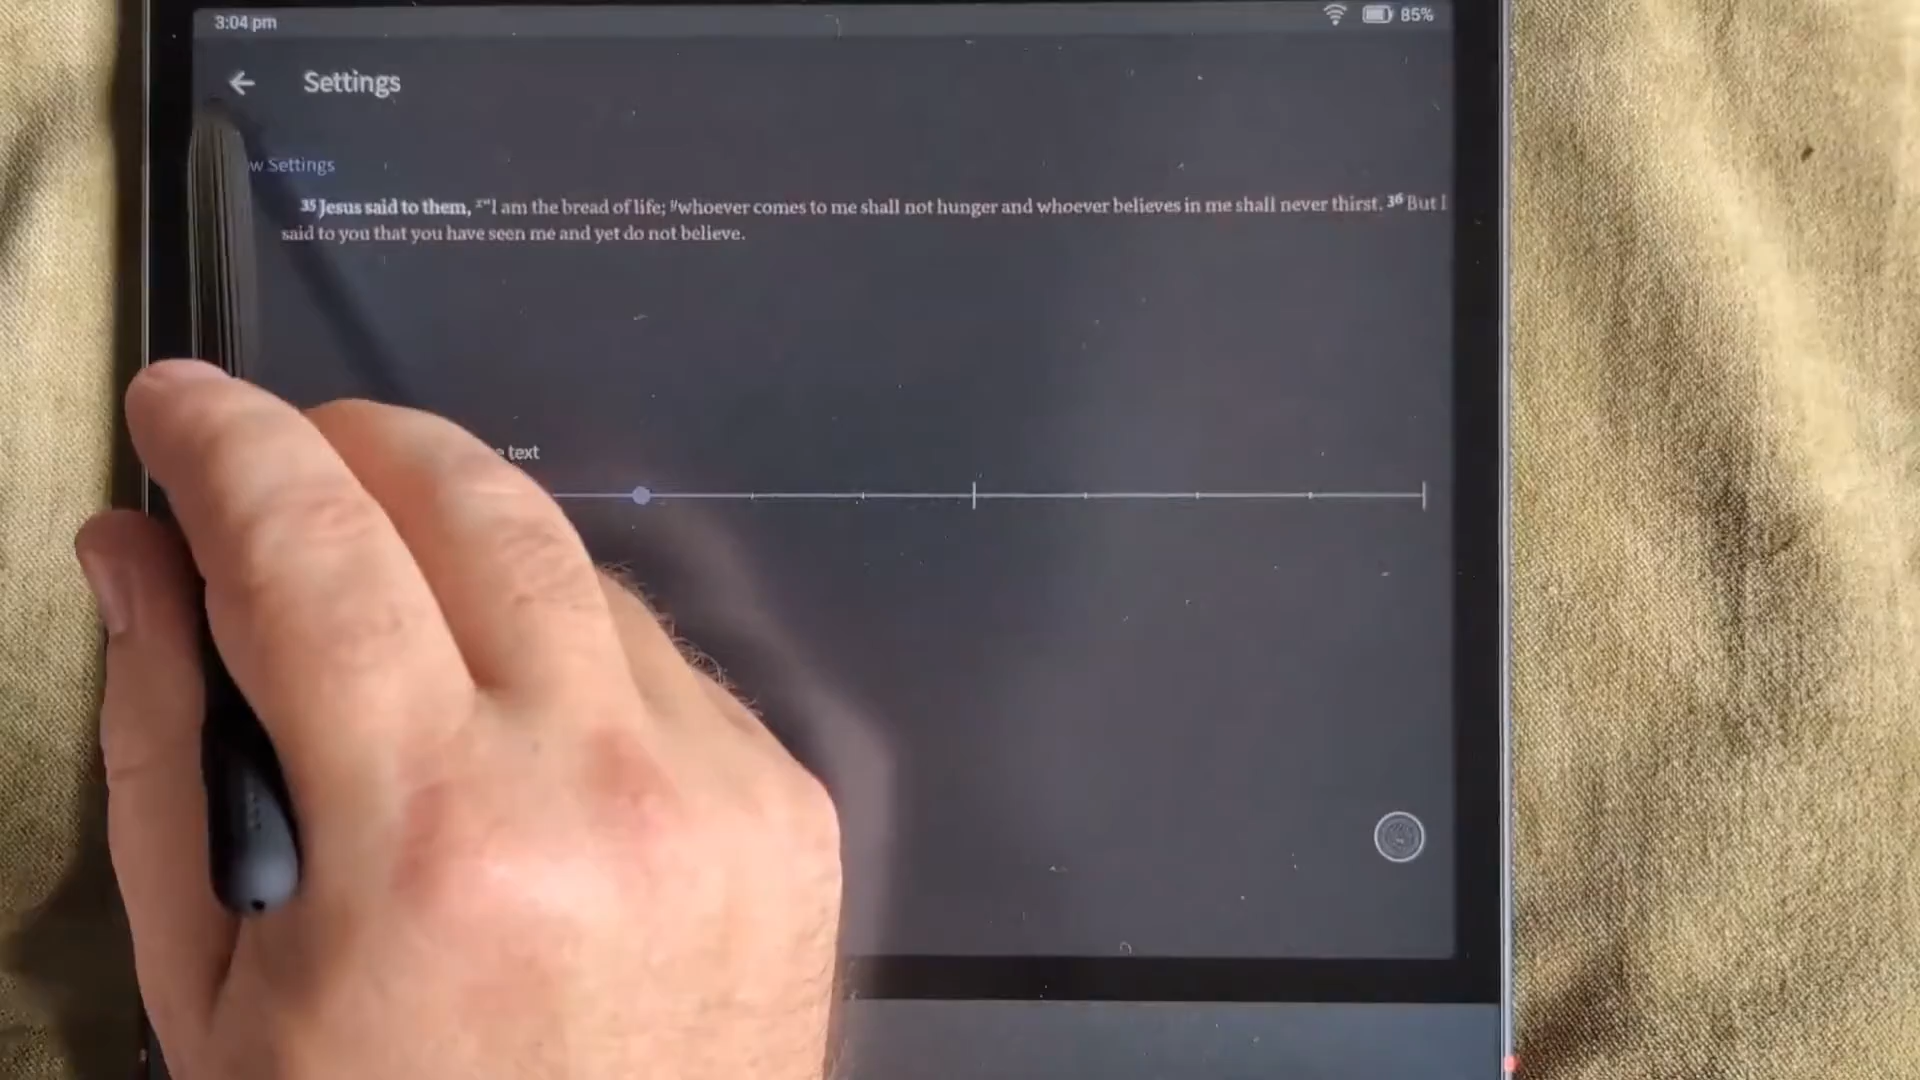 3:04 pm
85%
Settings
w Settings
35 Jesus said to them, "I am the bread of life; whoever comes to me shall not hunger and whoever believes in me shall never thirst. 36 But I
said to you that you have seen me and yet do not believe.
text